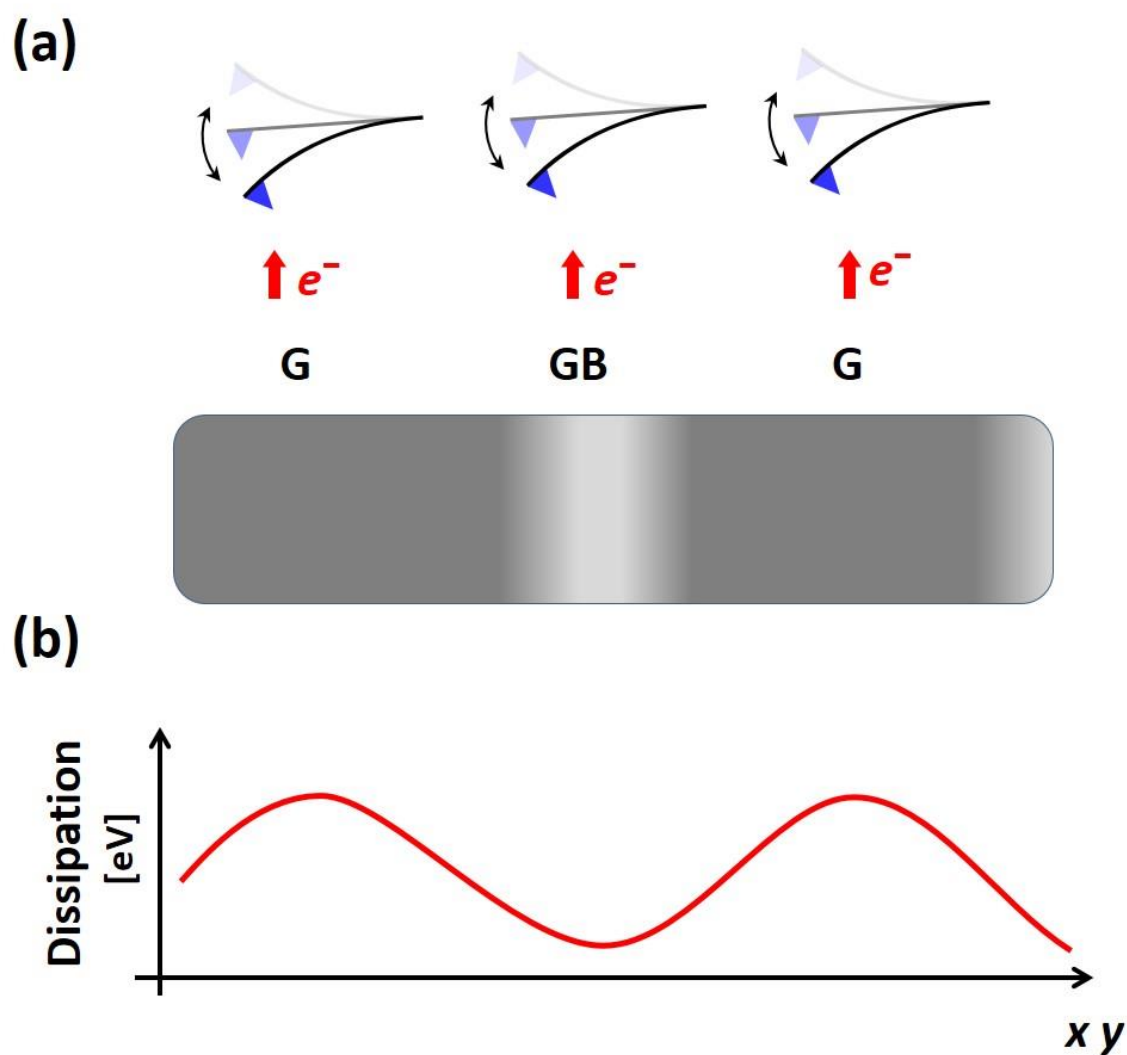 (a)
e⁻ e⁻ e⁻
G GB G
(b)
Dissipation
[eV]
x y